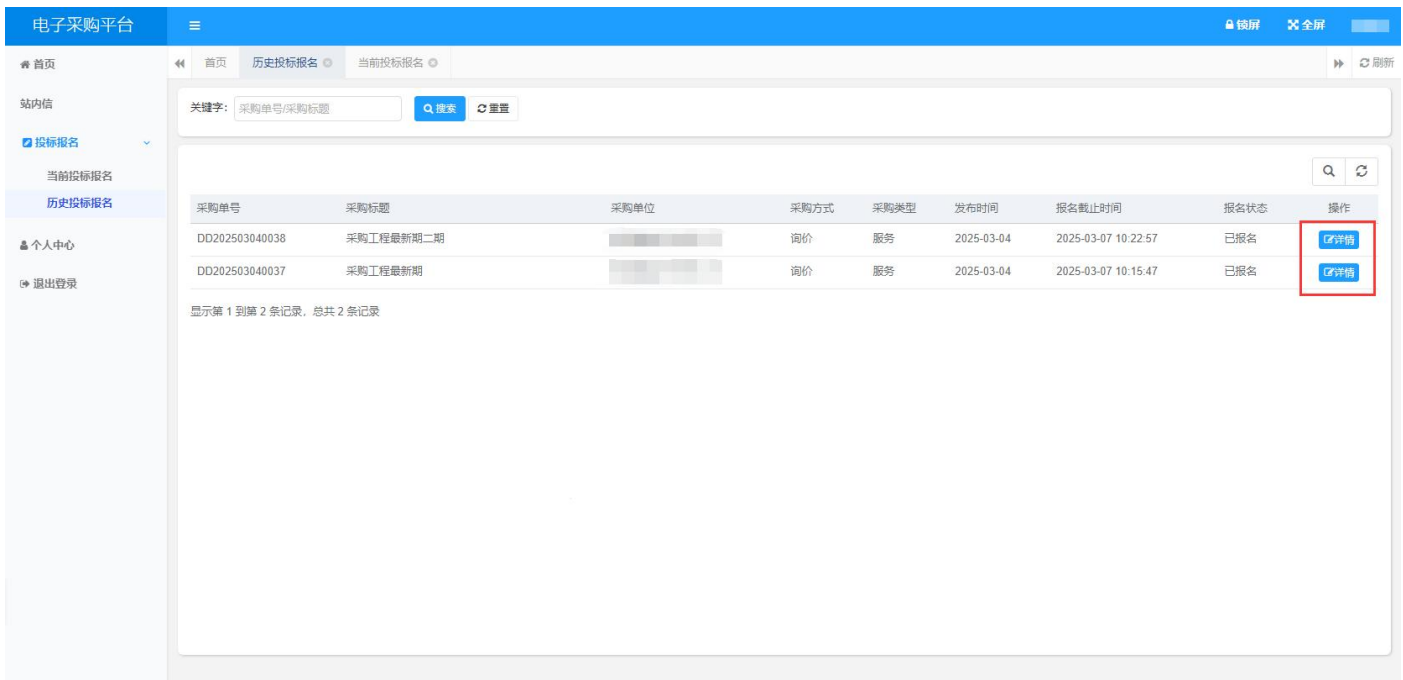 电子采购平台
锁屏 全屏
首页
站内信
投标报名
当前投标报名
历史投标报名
个人中心
退出登录
首页 历史投标报名 当前投标报名 刷新
关键字： 采购单号/采购标题 搜索 重置
采购单号 采购标题 采购单位 采购方式 采购类型 发布时间 报名截止时间 报名状态 操作
DD202503040038 采购工程最新期二期 询价 服务 2025-03-04 2025-03-07 10:22:57 已报名 详情
DD202503040037 采购工程最新期 询价 服务 2025-03-04 2025-03-07 10:15:47 已报名 详情
显示第 1 到第 2 条记录，总共 2 条记录